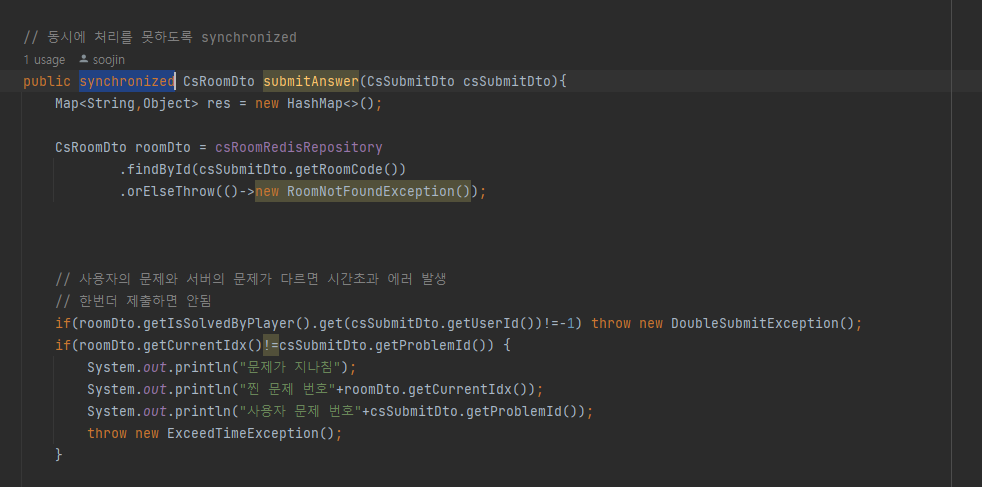 // 동시에 처리를 못하도록 synchronized
1 usage soojin
public synchronized CsRoomDto submitAnswer(CsSubmitDto csSubmitDto){
Map<String,Object> res = new HashMap<>();
CsRoomDto roomDto = csRoomRedisRepository
.findById(csSubmitDto.getRoomCode())
.orElseThrow(()->new RoomNotFoundException());
// 사용자의 문제와 서버의 문제가 다르면 시간초과 에러 발생
// 한번더 제출하면 안됨
if(roomDto.getIsSolvedByPlayer().get(csSubmitDto.getUserId())!=-1) throw new DoubleSubmitException();
if(roomDto.getCurrentIdx()!=csSubmitDto.getProblemId()) {
System.out.println("문제가 지나침");
System.out.println("찐 문제 번호"+roomDto.getCurrentIdx());
System.out.println("사용자 문제 번호"+csSubmitDto.getProblemId());
throw new ExceedTimeException();
}